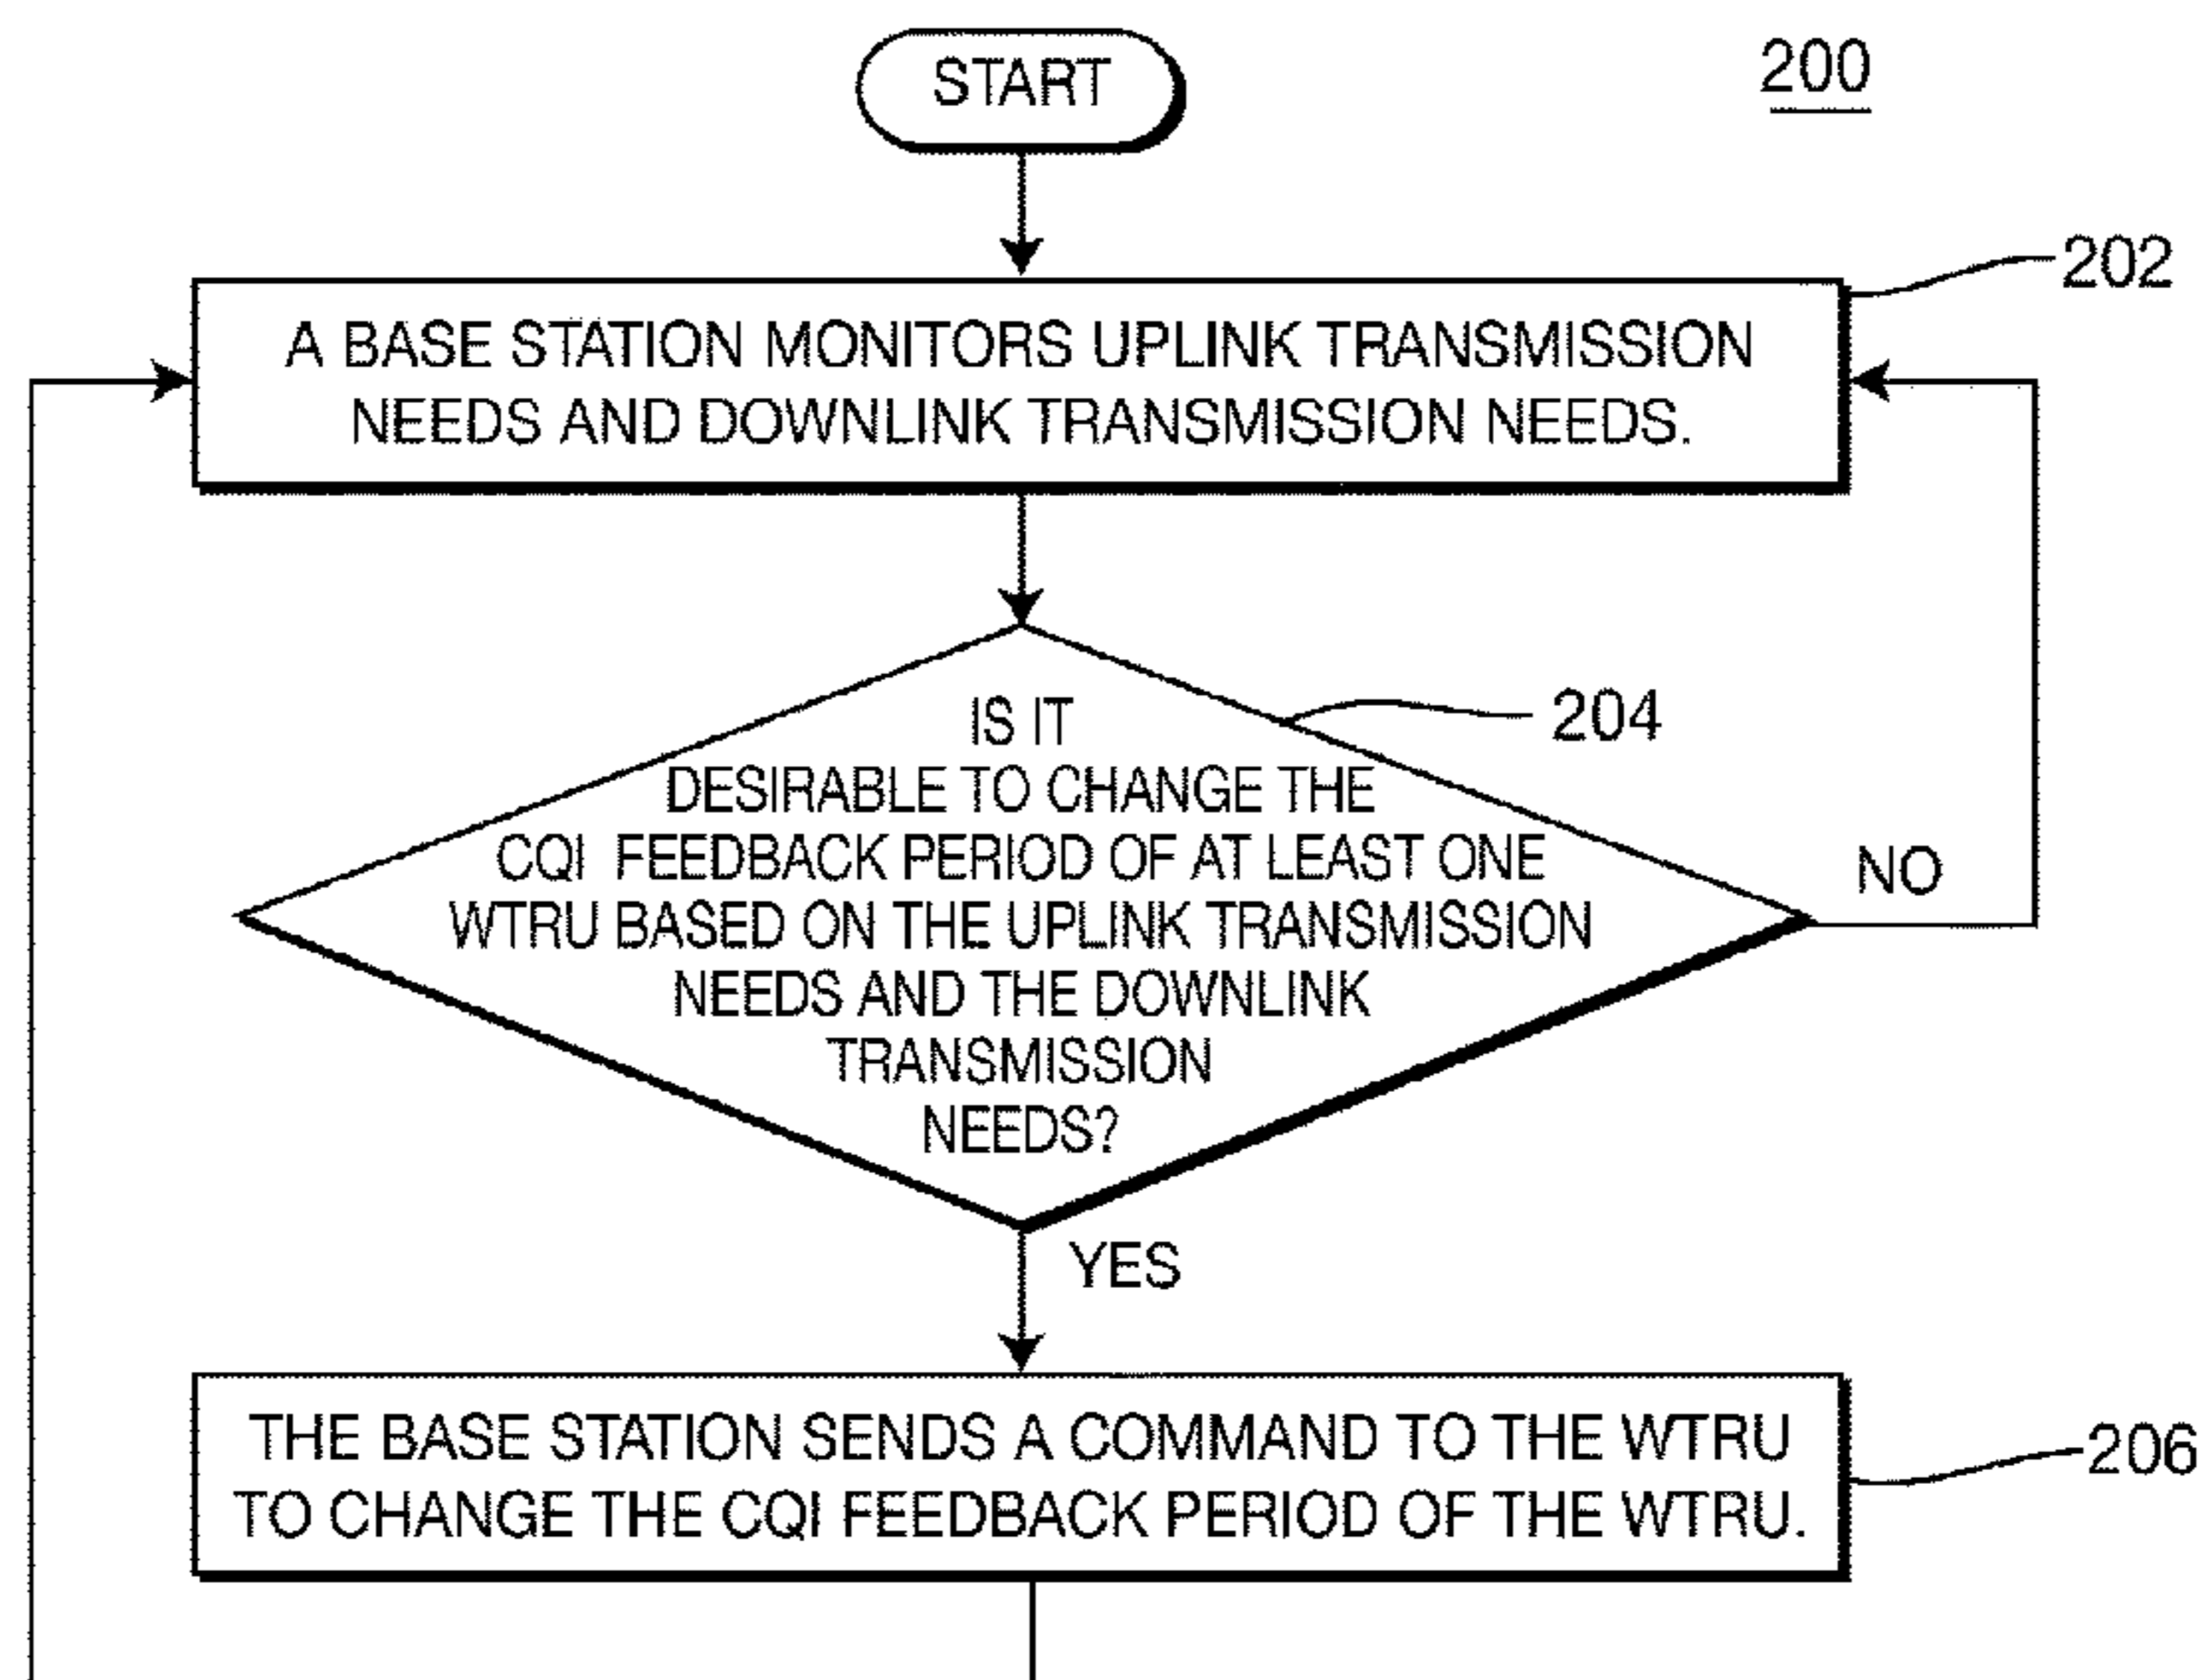 START
200
202
A BASE STATION MONITORS UPLINK TRANSMISSION
NEEDS AND DOWNLINK TRANSMISSION NEEDS.
IS IT
204
DESIRABLE TO CHANGE THE
CQI FEEDBACK PERIOD OF AT LEAST ONE
NO
WTRU BASED ON THE UPLINK TRANSMISSION
NEEDS AND THE DOWNLINK
TRANSMISSION
NEEDS?
YES
THE BASE STATION SENDS A COMMAND TO THE WTRU
206
TO CHANGE THE CQI FEEDBACK PERIOD OF THE WTRU.